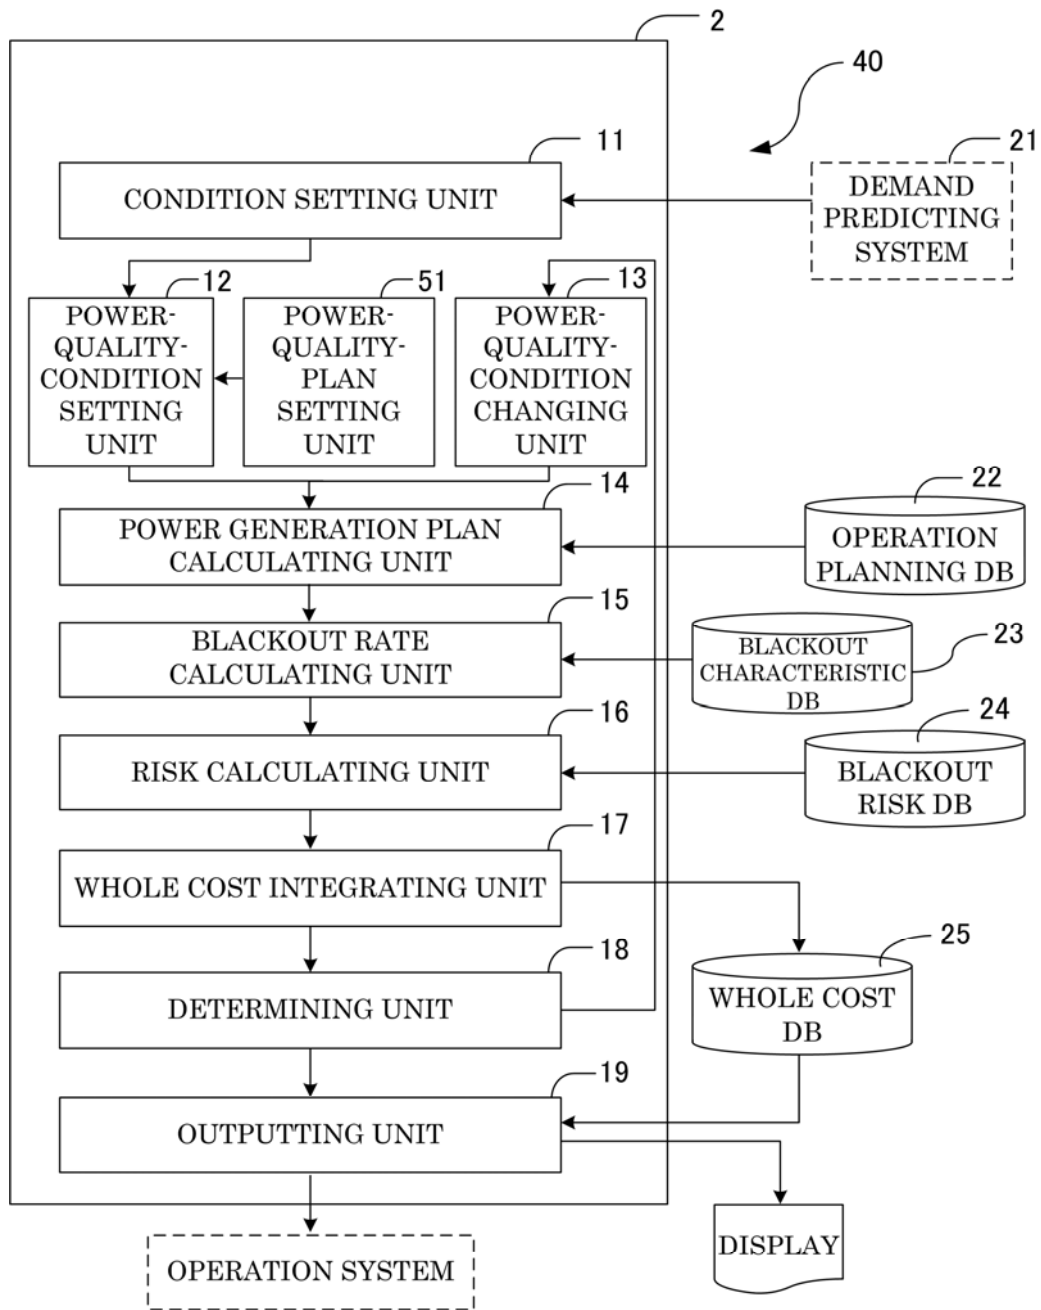 2
40
11
CONDITION SETTING UNIT
21
DEMAND
PREDICTING
SYSTEM
12
POWER-
QUALITY-
CONDITION
SETTING
UNIT
51
POWER-
QUALITY-
PLAN
SETTING
UNIT
13
POWER-
QUALITY-
CONDITION
CHANGING
UNIT
14
POWER GENERATION PLAN
CALCULATING UNIT
22
OPERATION
PLANNING DB
15
BLACKOUT RATE
CALCULATING UNIT
23
BLACKOUT
CHARACTERISTIC
DB
16
RISK CALCULATING UNIT
24
BLACKOUT
RISK DB
17
WHOLE COST INTEGRATING UNIT
25
WHOLE COST
DB
18
DETERMINING UNIT
19
OUTPUTTING UNIT
DISPLAY
OPERATION SYSTEM